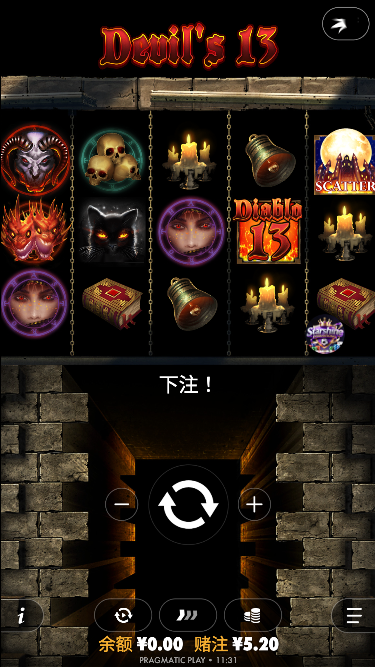 Devil's 13
SCATTER
Diablo
13
Starshine
下注！
i
余额 ¥0.00 赌注 ¥5.20
PRAGMATIC PLAY • 11:31